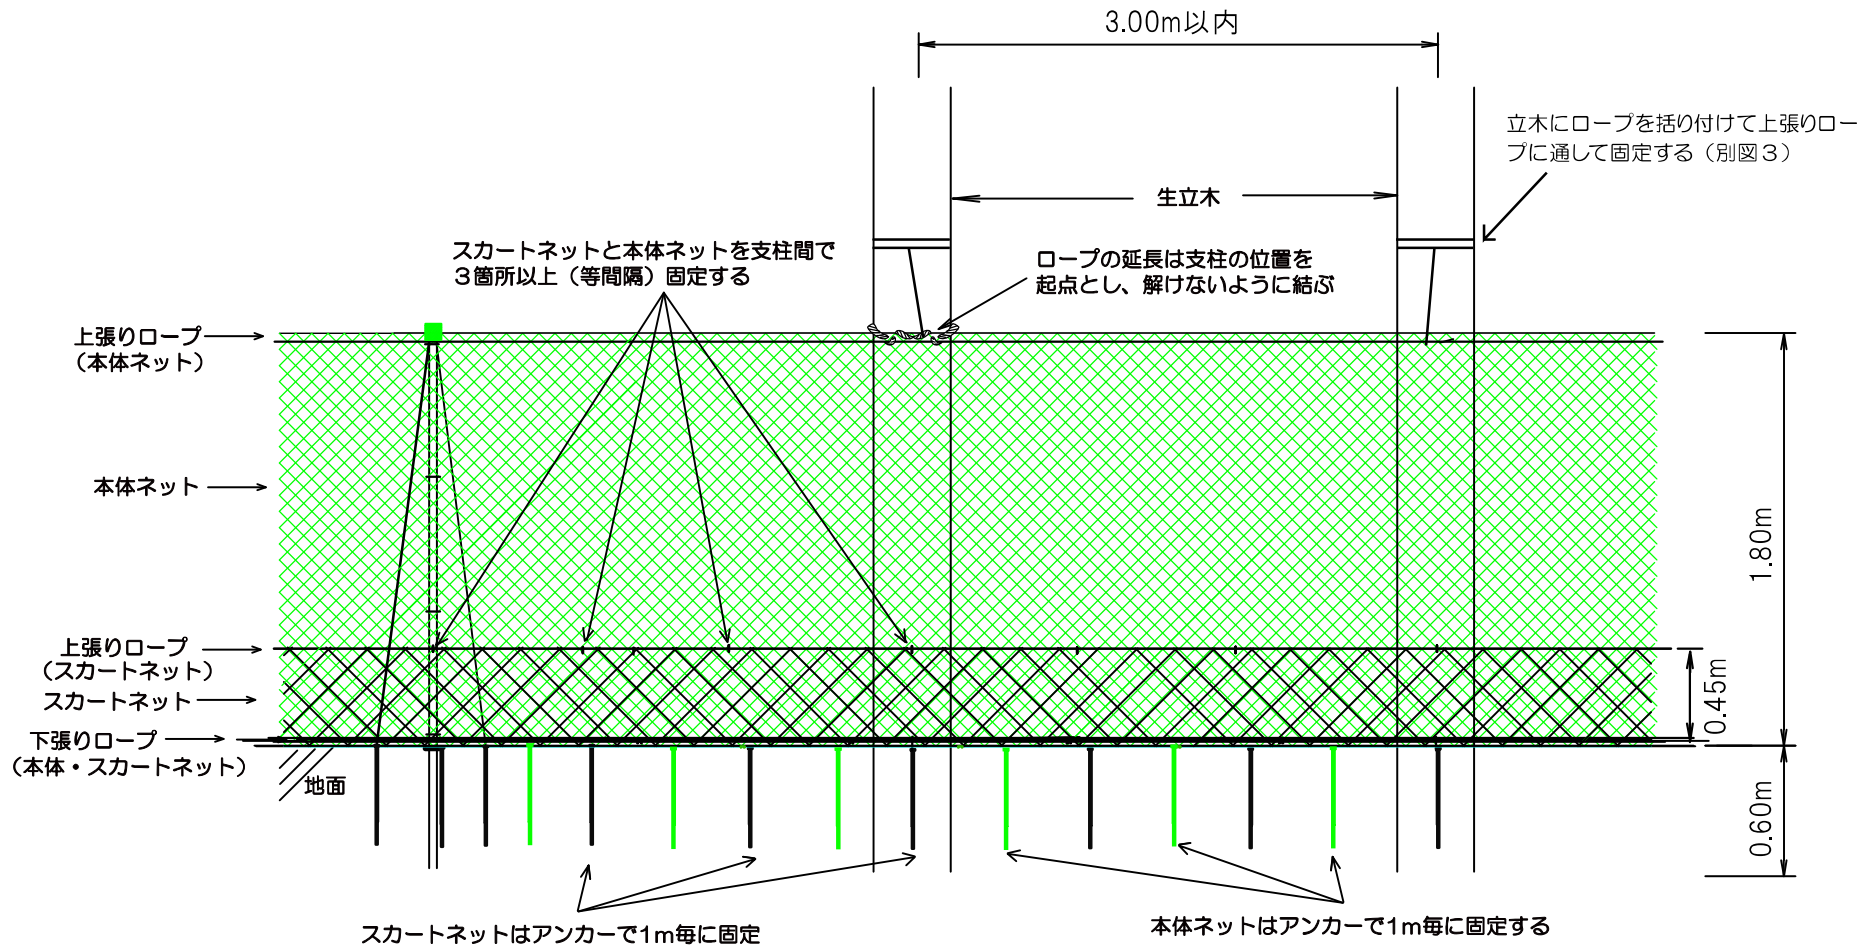 3.00m以内
立木にロープを括り付けて上張りロー
プに通して固定する（別図３）
生立木
スカートネットと本体ネットを支柱間で
３箇所以上（等間隔）固定する
ロープの延長は支柱の位置を
起点とし、解けないように結ぶ
上張りロープ
（本体ネット）
本体ネット
1.80m
上張りロープ
（スカートネット）
スカートネット
0.45m
下張りロープ
（本体・スカートネット）
地面
0.60m
スカートネットはアンカーで1m毎に固定
本体ネットはアンカーで1m毎に固定する